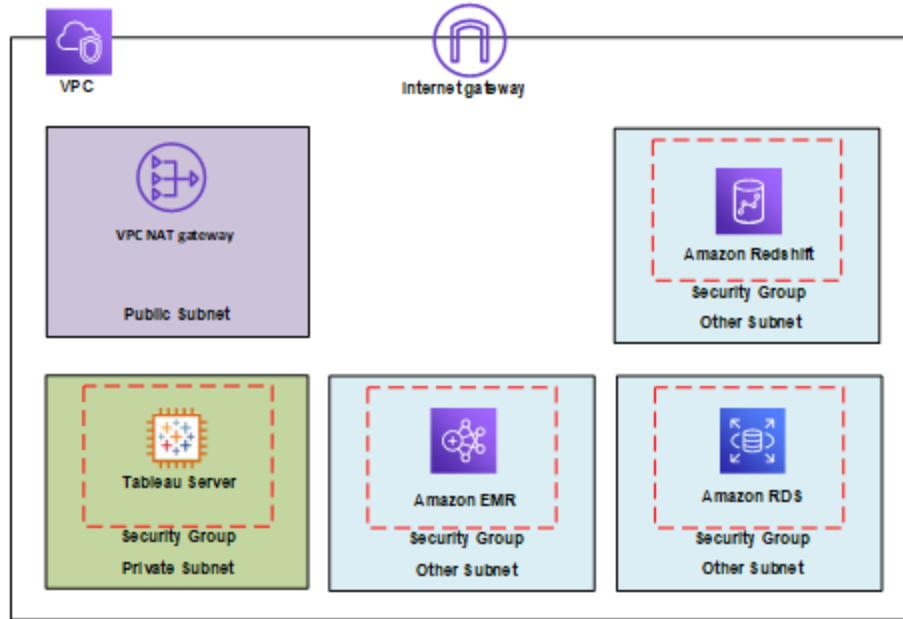 VPC
Internet gateway
VPC NAT gateway
Public Subnet
Amazon Redshift
Security Group
Other Subnet
Tableau Server
Security Group
Private Subnet
Amazon EMR
Security Group
Other Subnet
Amazon RDS
Security Group
Other Subnet